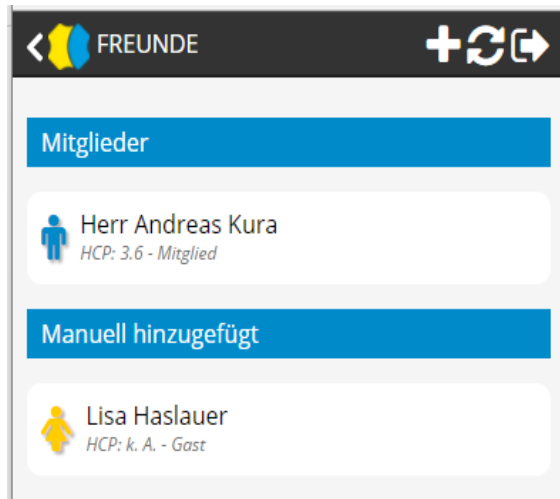 FREUNDE
Mitglieder
Herr Andreas Kura
HCP: 3.6 - Mitglied
Manuell hinzugefügt
Lisa Haslauer
HCP: k. A. - Gast